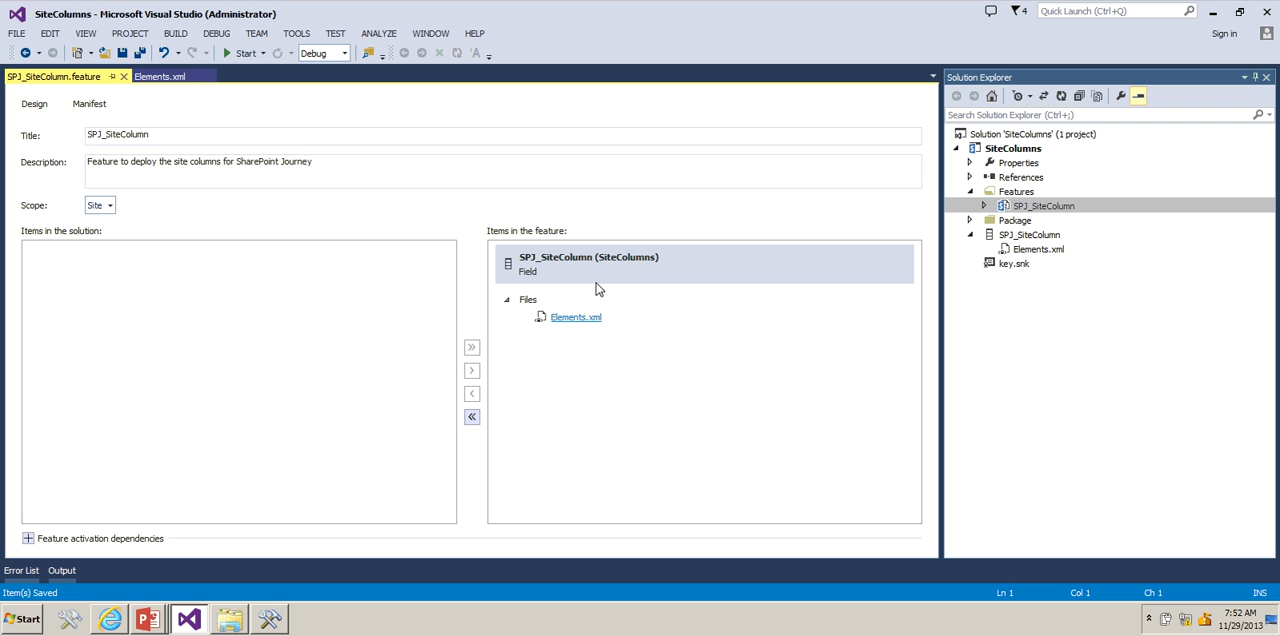 SiteColumns - Microsoft Visual Studio (Administrator)
4
Quick Launch (Ctrl+Q)
FILE EDIT VIEW PROJECT BUILD DEBUG TEAM TOOLS TEST ANALYZE WINDOW HELP
Sign in
Start Debug
SPJ_SiteColumn.feature Elements.xml
Solution Explorer
Design Manifest
Search Solution Explorer (Ctrl+;)
Title: SPJ_SiteColumn
Description: Feature to deploy the site columns for SharePoint Journey
Scope: Site
Items in the solution:
Items in the feature:
SPJ_SiteColumn (SiteColumns)
Field
Files
Elements.xml
Feature activation dependencies
Solution 'SiteColumns' (1 project)
SiteColumns
Properties
References
Features
SPJ_SiteColumn
Package
SPJ_SiteColumn
Elements.xml
key.snk
Error List Output
Item(s) Saved Ln 1 Col 1 Ch 1 INS
Start
7:52 AM
11/29/2013